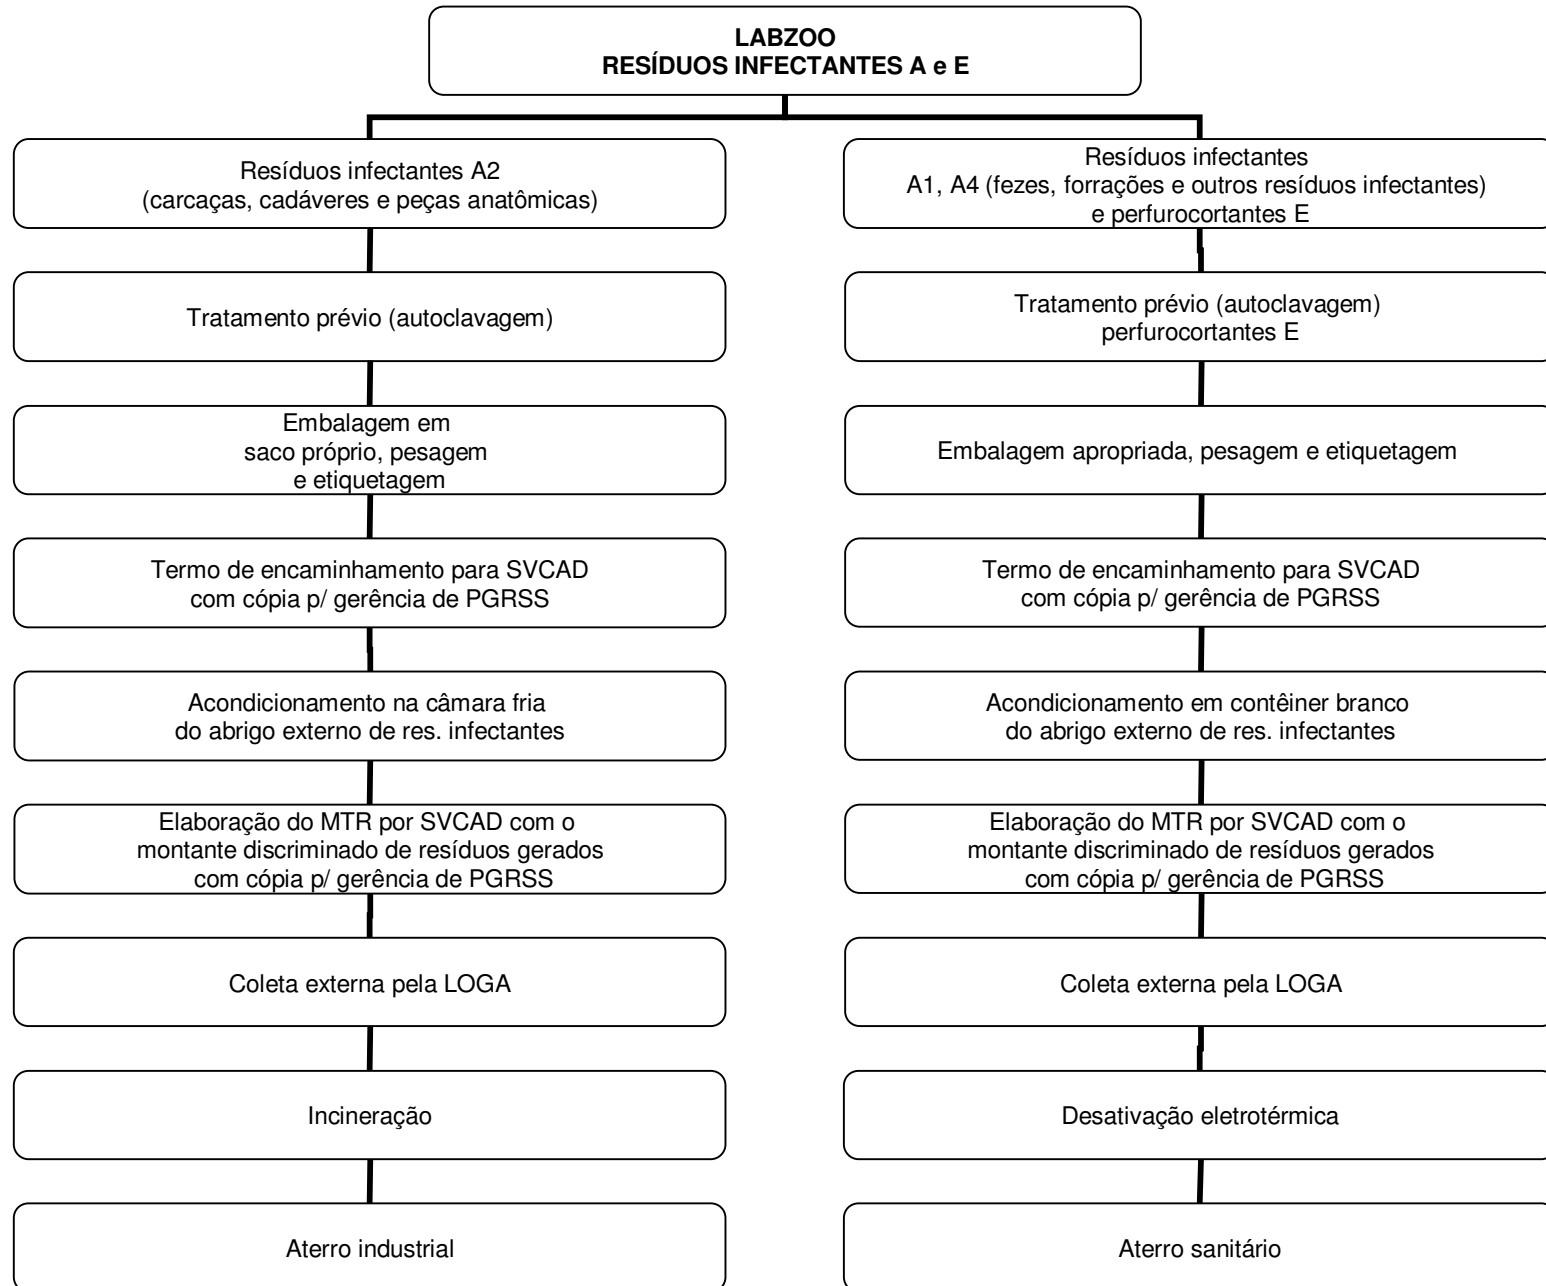 LABZOO
RESÍDUOS INFECTANTES A e E
Resíduos infectantes A2
(carcaças, cadáveres e peças anatômicas)
Resíduos infectantes
A1, A4 (fezes, forrações e outros resíduos infectantes)
e perfurocortantes E
Tratamento prévio (autoclavagem)
Tratamento prévio (autoclavagem)
perfurocortantes E
Embalagem em
saco próprio, pesagem
e etiquetagem
Embalagem apropriada, pesagem e etiquetagem
Termo de encaminhamento para SVCAD
com cópia p/ gerência de PGRSS
Termo de encaminhamento para SVCAD
com cópia p/ gerência de PGRSS
Acondicionamento na câmara fria
do abrigo externo de res. infectantes
Acondicionamento em contêiner branco
do abrigo externo de res. infectantes
Elaboração do MTR por SVCAD com o
montante discriminado de resíduos gerados
com cópia p/ gerência de PGRSS
Elaboração do MTR por SVCAD com o
montante discriminado de resíduos gerados
com cópia p/ gerência de PGRSS
Coleta externa pela LOGA
Coleta externa pela LOGA
Incineração
Desativação eletrotérmica
Aterro industrial
Aterro sanitário